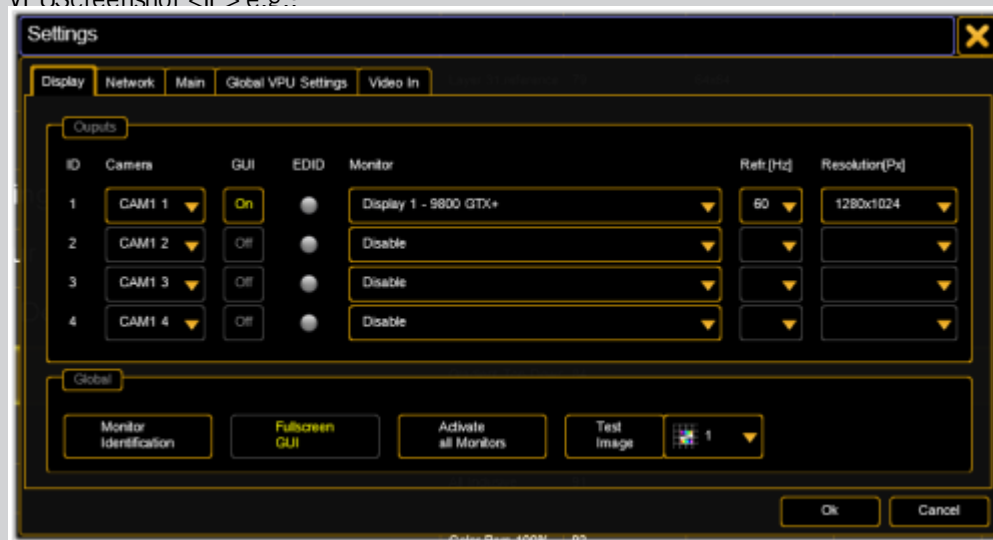 Settings
Display Network Main Global VPU Settings Video In
Ouputs
ID Camera GUI EDID Monitor Refr.[Hz] Resolution[Px]
1 CAM1 1 On Display 1 - 9800 GTX+ 60 1280x1024
2 CAM1 2 Off Disable
3 CAM1 3 Off Disable
4 CAM1 4 Off Disable
Global
Monitor Identification Fullscreen GUI Activate all Monitors Test Image 1
Ok Cancel